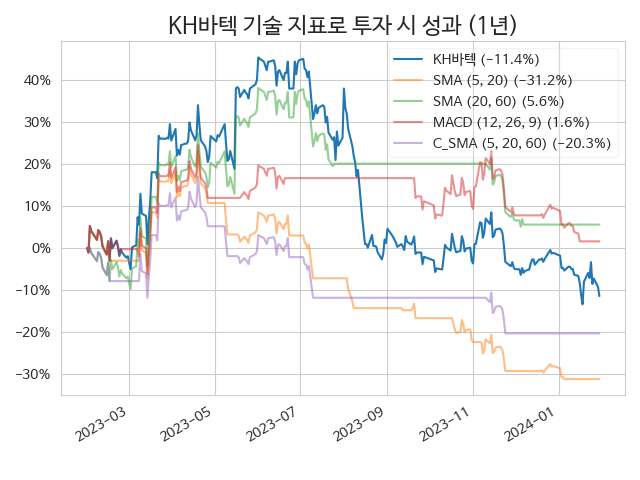 KH바텍 기술 지표로 투자 시 성과 (1년)
KH바텍 (−11.4%)
SMA (5, 20) (−31.2%)
SMA (20, 60) (5.6%)
MACD (12, 26, 9) (1.6%)
C_SMA (5, 20, 60) (−20.3%)
40%
30%
20%
10%
0%
−10%
−20%
−30%
2023−03
2023−05
2023−07
2023−09
2023−11
2024−01